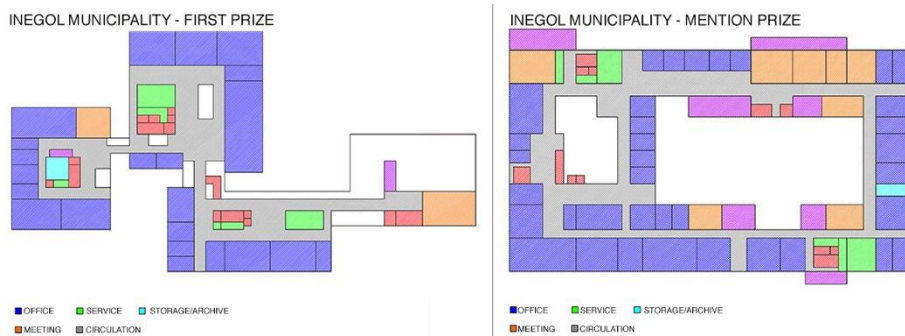 INEGOL MUNICIPALITY - FIRST PRIZE
OFFICE
SERVICE
STORAGE/ARCHIVE
MEETING
CIRCULATION
INEGOL MUNICIPALITY - MENTION PRIZE
OFFICE
SERVICE
STORAGE/ARCHIVE
MEETING
CIRCULATION